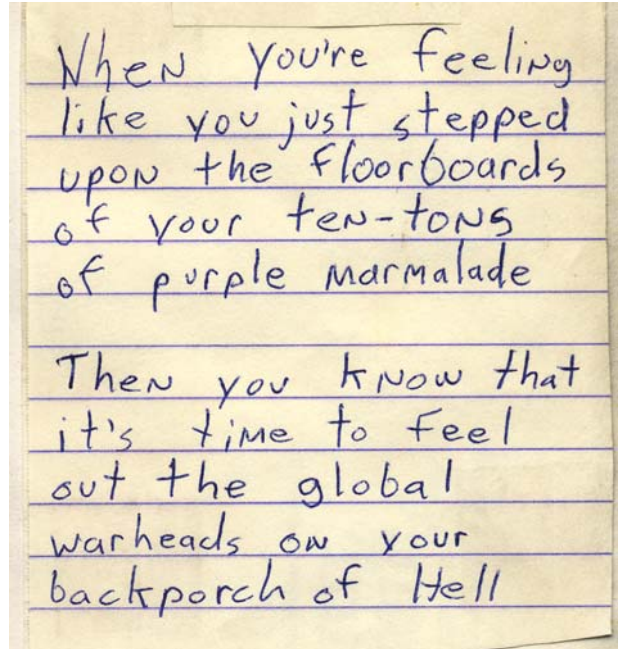 When you're feeling
like you just stepped
upon the floorboards
of your ten-tons
of purple marmalade
Then you know that
it's time to feel
out the global
warheads on your
backporch of Hell